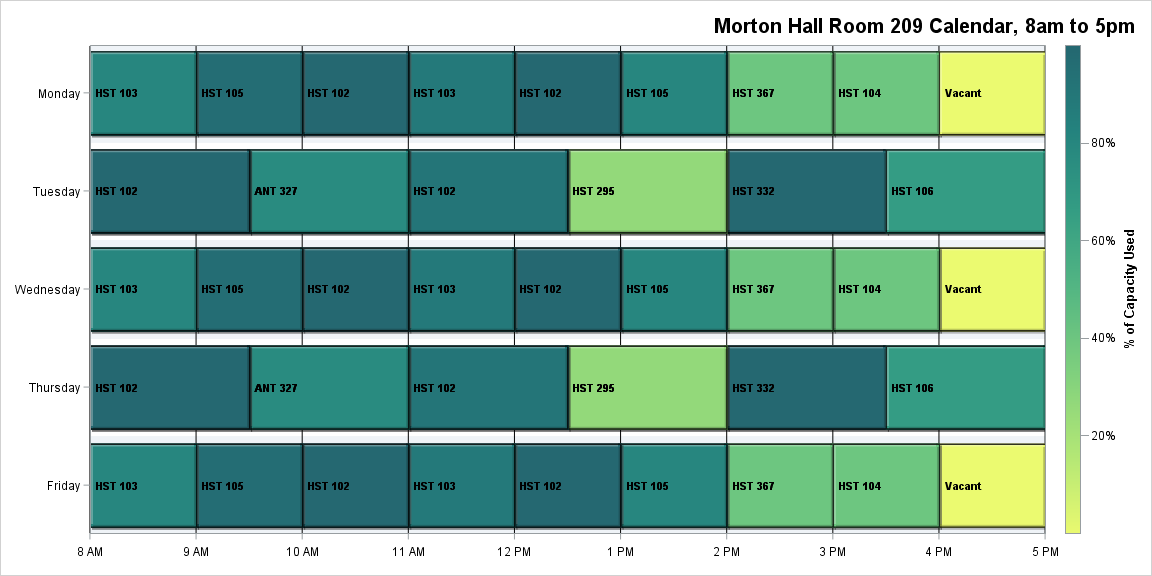 Morton Hall Room 209 Calendar, 8am to 5pm
Monday
HST 103
HST 105
HST 102
HST 103
HST 102
HST 105
HST 367
HST 104
Vacant
Tuesday
HST 102
ANT 327
HST 102
HST 295
HST 332
HST 106
Wednesday
HST 103
HST 105
HST 102
HST 103
HST 102
HST 105
HST 367
HST 104
Vacant
Thursday
HST 102
ANT 327
HST 102
HST 295
HST 332
HST 106
Friday
HST 103
HST 105
HST 102
HST 103
HST 102
HST 105
HST 367
HST 104
Vacant
8 AM
9 AM
10 AM
11 AM
12 PM
1 PM
2 PM
3 PM
4 PM
5 PM
80%
60%
40%
20%
% of Capacity Used